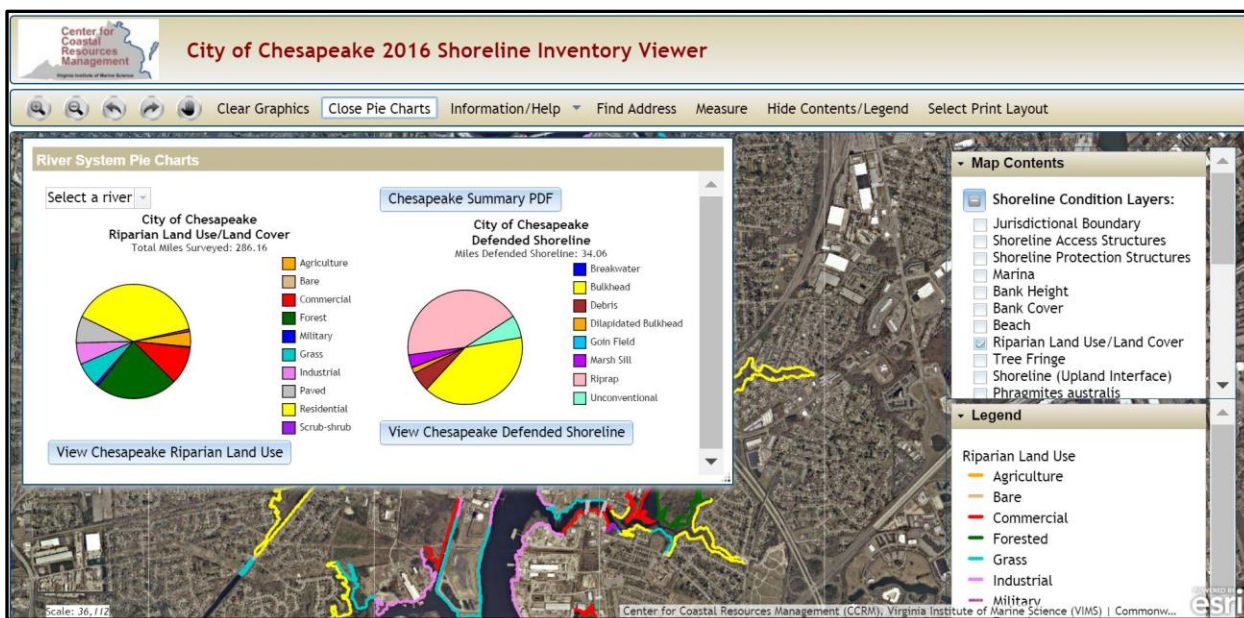 Center for
Coastal
Resources
Management
Virginia Institute of Marine Science
City of Chesapeake 2016 Shoreline Inventory Viewer
Clear Graphics Close Pie Charts Information/Help Find Address Measure Hide Contents/Legend Select Print Layout
River System Pie Charts
Select a river
City of Chesapeake
Riparian Land Use/Land Cover
Total Miles Surveyed: 286.16
Agriculture
Bare
Commercial
Forest
Military
Grass
Industrial
Paved
Residential
Scrub-shrub
View Chesapeake Riparian Land Use
Chesapeake Summary PDF
City of Chesapeake
Defended Shoreline
Miles Defended Shoreline: 34.06
Breakwater
Bulkhead
Debris
Dilapidated Bulkhead
Goin Field
Marsh Sill
Riprap
Unconventional
View Chesapeake Defended Shoreline
Map Contents
Shoreline Condition Layers:
Jurisdictional Boundary
Shoreline Access Structures
Shoreline Protection Structures
Marina
Bank Height
Bank Cover
Beach
Riparian Land Use/Land Cover
Tree Fringe
Shoreline (Upland Interface)
Phragmites australis
Legend
Riparian Land Use
Agriculture
Bare
Commercial
Forested
Grass
Industrial
Military
Scale: 36,112
Center for Coastal Resources Management (CCRM), Virginia Institute of Marine Science (VIMS) | Commonw...
POWERED BY
esri